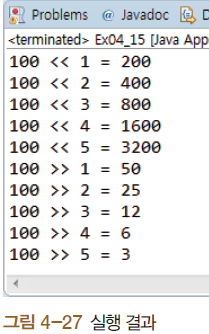 Problems @ Javadoc
<terminated> Ex04_15 [Java App
100 << 1 = 200
100 << 2 = 400
100 << 3 = 800
100 << 4 = 1600
100 << 5 = 3200
100 >> 1 = 50
100 >> 2 = 25
100 >> 3 = 12
100 >> 4 = 6
100 >> 5 = 3
그림 4-27 실행 결과